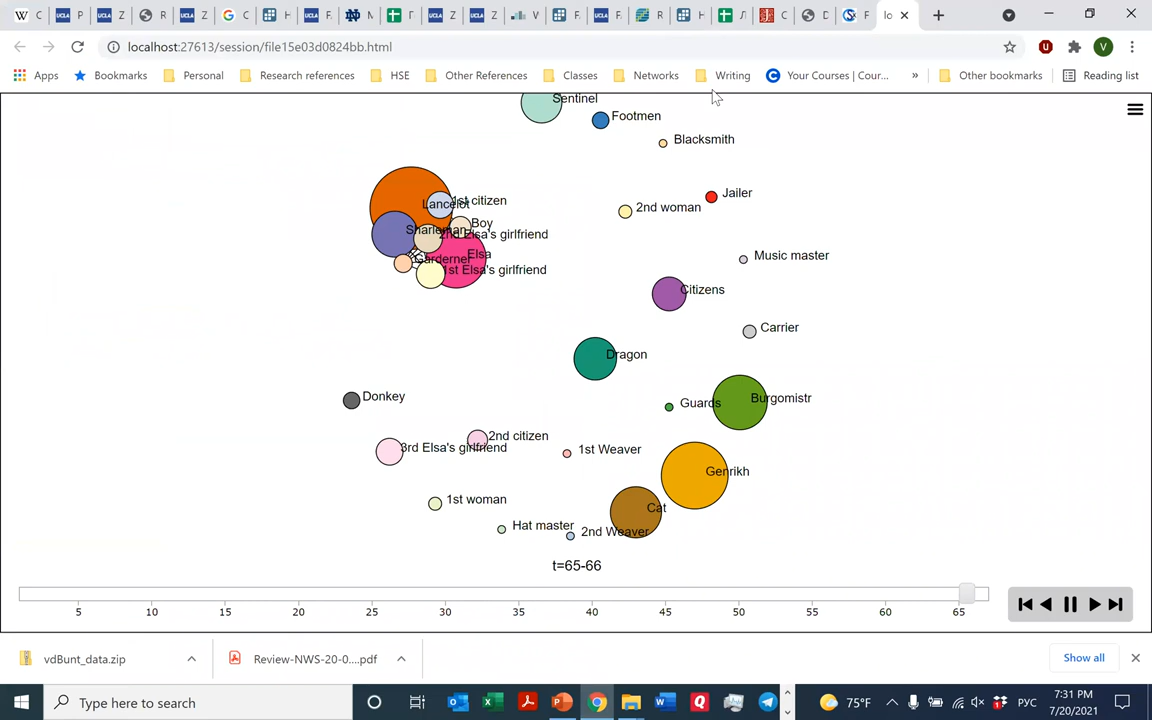 W P Z R Z G C H F M Г Z Z V F F R H Л C D F lo
localhost:27613/session/file15e03d0824bb.html
Apps Bookmarks Personal Research references HSE Other References Classes Networks Writing Your Courses | Cour... » Other bookmarks Reading list
Sentinel
Footmen
Blacksmith
Jailer
1st citizen
Lancelot
2nd woman
Boy
Sharleman
2nd Elsa's girlfriend
Elsa
Music master
Garderner
1st Elsa's girlfriend
Citizens
Carrier
Dragon
Donkey
Burgomistr
Guards
2nd citizen
3rd Elsa's girlfriend
1st Weaver
Genrikh
1st woman
Cat
Hat master
2nd Weaver
t=65-66
5 10 15 20 25 30 35 40 45 50 55 60 65
vdBunt_data.zip Review-NWS-20-0....pdf Show all
Type here to search 75°F РУС 7:31 PM
7/20/2021